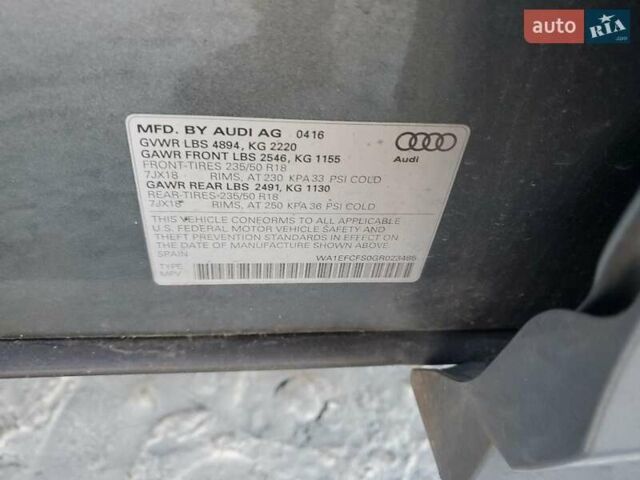 auto RIA.com
MFD. BY AUDI AG 04 16
GVWR LBS 4894, KG 2220
GAWR FRONT LBS 2546, KG 1155
FRONT-TIRES 235/50 R18
7JX18 RIMS, AT 230 KPA 33 PSI COLD
GAWR REAR LBS 2491, KG 1130
REAR-TIRES-235/50 R18
7JX18 RIMS, AT 250 KPA 36 PSI COLD
Audi
THIS VEHICLE CONFORMS TO ALL APPLICABLE
U.S. FEDERAL MOTOR VEHICLE SAFETY AND
THEFT PREVENTION STANDARDS IN EFFECT ON
THE DATE OF MANUFACTURE SHOWN ABOVE.
SPAIN
WA1EFCFS0GR023485
TYPE:
MPV